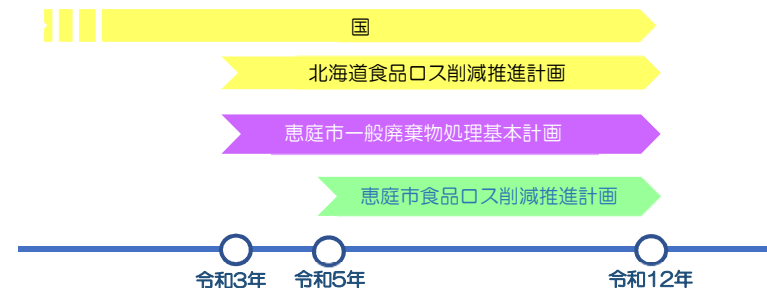 国
北海道食品ロス削減推進計画
恵庭市一般廃棄物処理基本計画
恵庭市食品ロス削減推進計画
令和3年 令和5年 令和12年